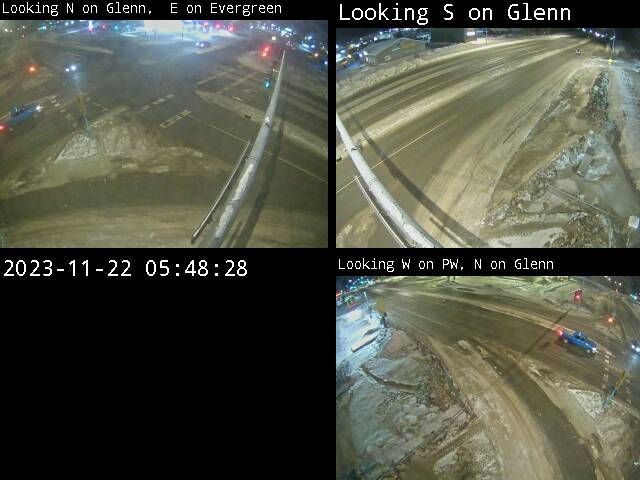 Looking N on Glenn,  E on Evergreen
Looking S on Glenn
2023-11-22 05:48:28
Looking W on PW, N on Glenn